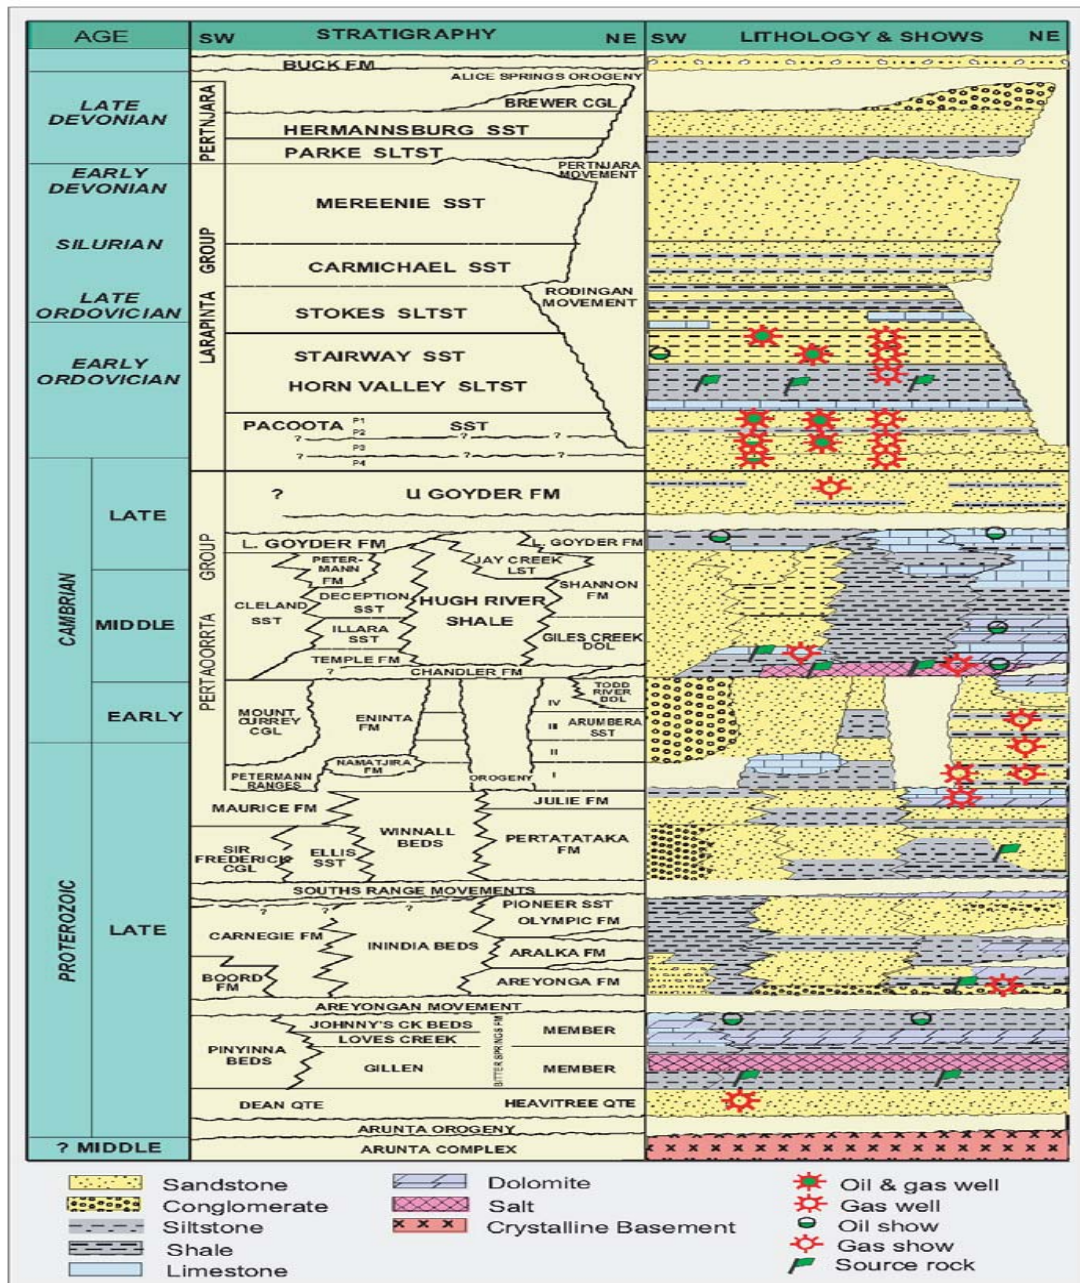 AGE
SW STRATIGRAPHY NE
SW LITHOLOGY & SHOWS NE
BUCK FM
ALICE SPRINGS OROGENY
LATE
DEVONIAN
PERTNJARA
BREWER CGL
HERMANNSBURG SST
PARKE SLTST
EARLY
DEVONIAN
PERTNJARA
MOVEMENT
MEREENIE SST
SILURIAN
LARAPINTA GROUP
CARMICHAEL SST
LATE
ORDOVICIAN
RODINGAN
MOVEMENT
STOKES SLTST
EARLY
ORDOVICIAN
STAIRWAY SST
HORN VALLEY SLTST
PACOOTA SST
P1
P2
? ? ?
P3
? ? ?
P4
CAMBRIAN
PERTAOORTA GROUP
LATE
? U GOYDER FM
L. GOYDER FM
L. GOYDER FM
PETER-
MANN
FM
JAY CREEK
LST
SHANNON
FM
MIDDLE
CLELAND
SST
DECEPTION
SST
HUGH RIVER
SHALE
ILLARA
SST
GILES CREEK
DOL
TEMPLE FM
?
CHANDLER FM
EARLY
TODD
RIVER
DOL
MOUNT
CURREY
CGL
ENINTA
FM
IV
III
ARUMBERA
SST
II
I
NAMATJIRA
FM
PETERMANN
RANGES
OROGENY
PROTEROZOIC
LATE
MAURICE FM
JULIE FM
WINNALL
BEDS
PERTATATAKA
FM
SIR
FREDERICK
CGL
ELLIS
SST
SOUTHS RANGE MOVEMENTS
? ? ?
PIONEER SST
OLYMPIC FM
CARNEGIE FM
ININDIA BEDS
ARALKA FM
BOORD
FM
AREYONGA FM
AREYONGAN MOVEMENT
PINYINNA
BEDS
JOHNNY'S CK BEDS
LOVES CREEK
MEMBER
BITTER SPRINGS FM
GILLEN
MEMBER
DEAN QTE
HEAVITREE QTE
ARUNTA OROGENY
? MIDDLE
ARUNTA COMPLEX
Sandstone
Conglomerate
Siltstone
Shale
Limestone
Dolomite
Salt
Crystalline Basement
Oil & gas well
Gas well
Oil show
Gas show
Source rock